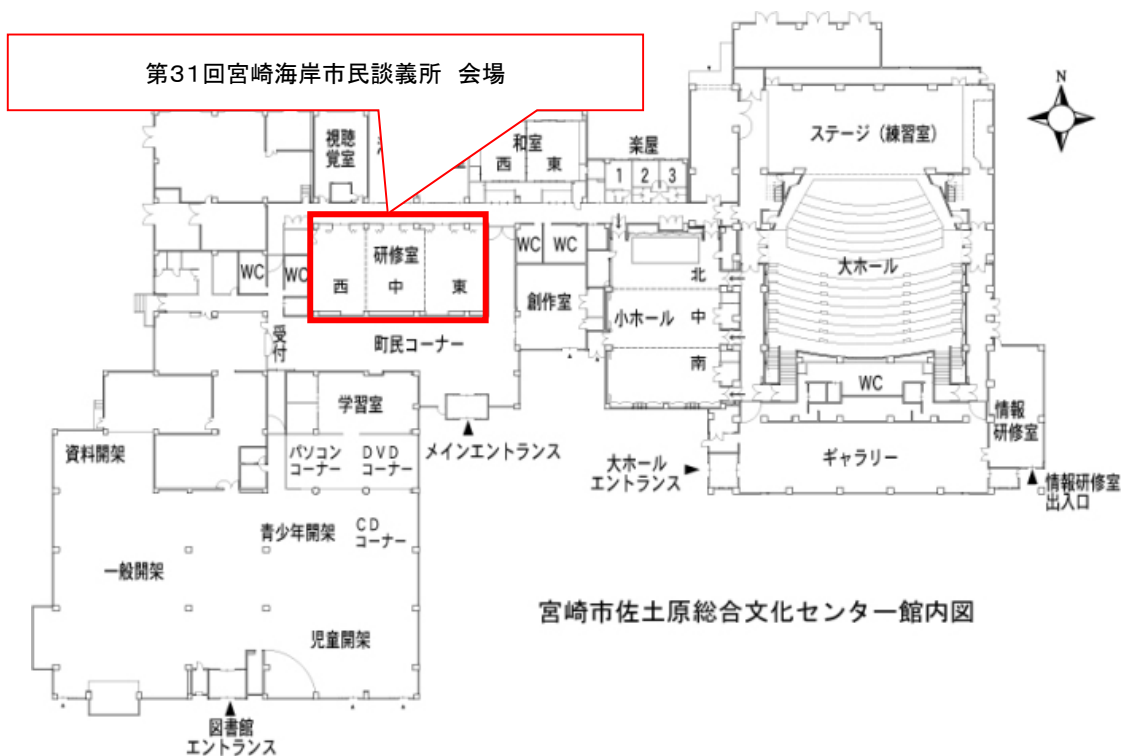 第31回宮崎海岸市民談義所 会場
N
ステージ(練習室)
視聴
覚室
和室
西 東
楽屋
1 2 3
研修室
西 中 東
WC
WC
WC
WC
創作室
北
小ホール 中
南
大ホール
WC
受付
町民コーナー
学習室
メインエントランス
資料開架
パソコン
コーナー
DVD
コーナー
大ホール
エントランス
ギャラリー
情報
研修室
情報研修室
出入口
青少年開架
CD
コーナー
一般開架
児童開架
図書館
エントランス
宮崎市佐土原総合文化センター館内図